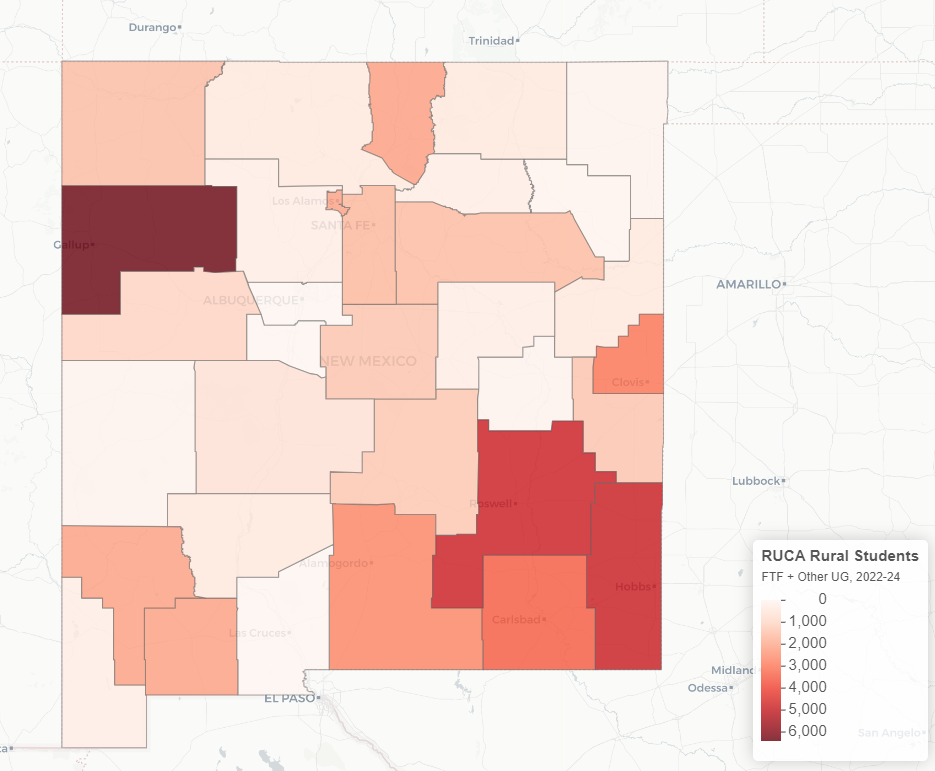 Durango
Trinidad
Los Alamos
SANTA FE
Gallup
AMARILLO
ALBUQUERQUE
NEW MEXICO
Clovis
Lubbock
Roswell
Alamogordo
Hobbs
Carlsbad
Las Cruces
Midland
Odessa
EL PASO
San Angelo
ta
RUCA Rural Students
FTF + Other UG, 2022-24
0
1,000
2,000
3,000
4,000
5,000
6,000